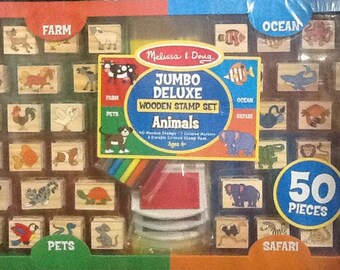 FARM
OCEAN
Melissa & Doug
JUMBO
DELUXE
WOODEN STAMP SET
Animals
FARM
PETS
OCEAN
SAFARI
Ages 4+
50
PIECES
PETS
SAFARI